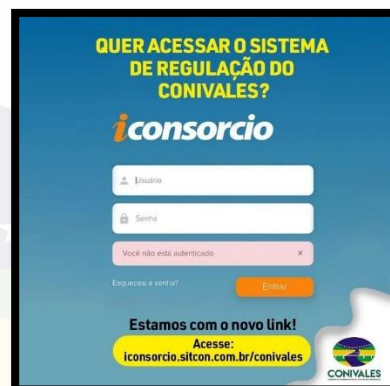 QUER ACESSAR O SISTEMA
DE REGULAÇÃO DO
CONIVALES?
iconsorcio
Usuário
Senha
Você não está autenticado ×
Esqueceu a senha? Entrar
Estamos com o novo link!
Acesse:
iconsorcio.sitcon.com.br/conivales
CONIVALES